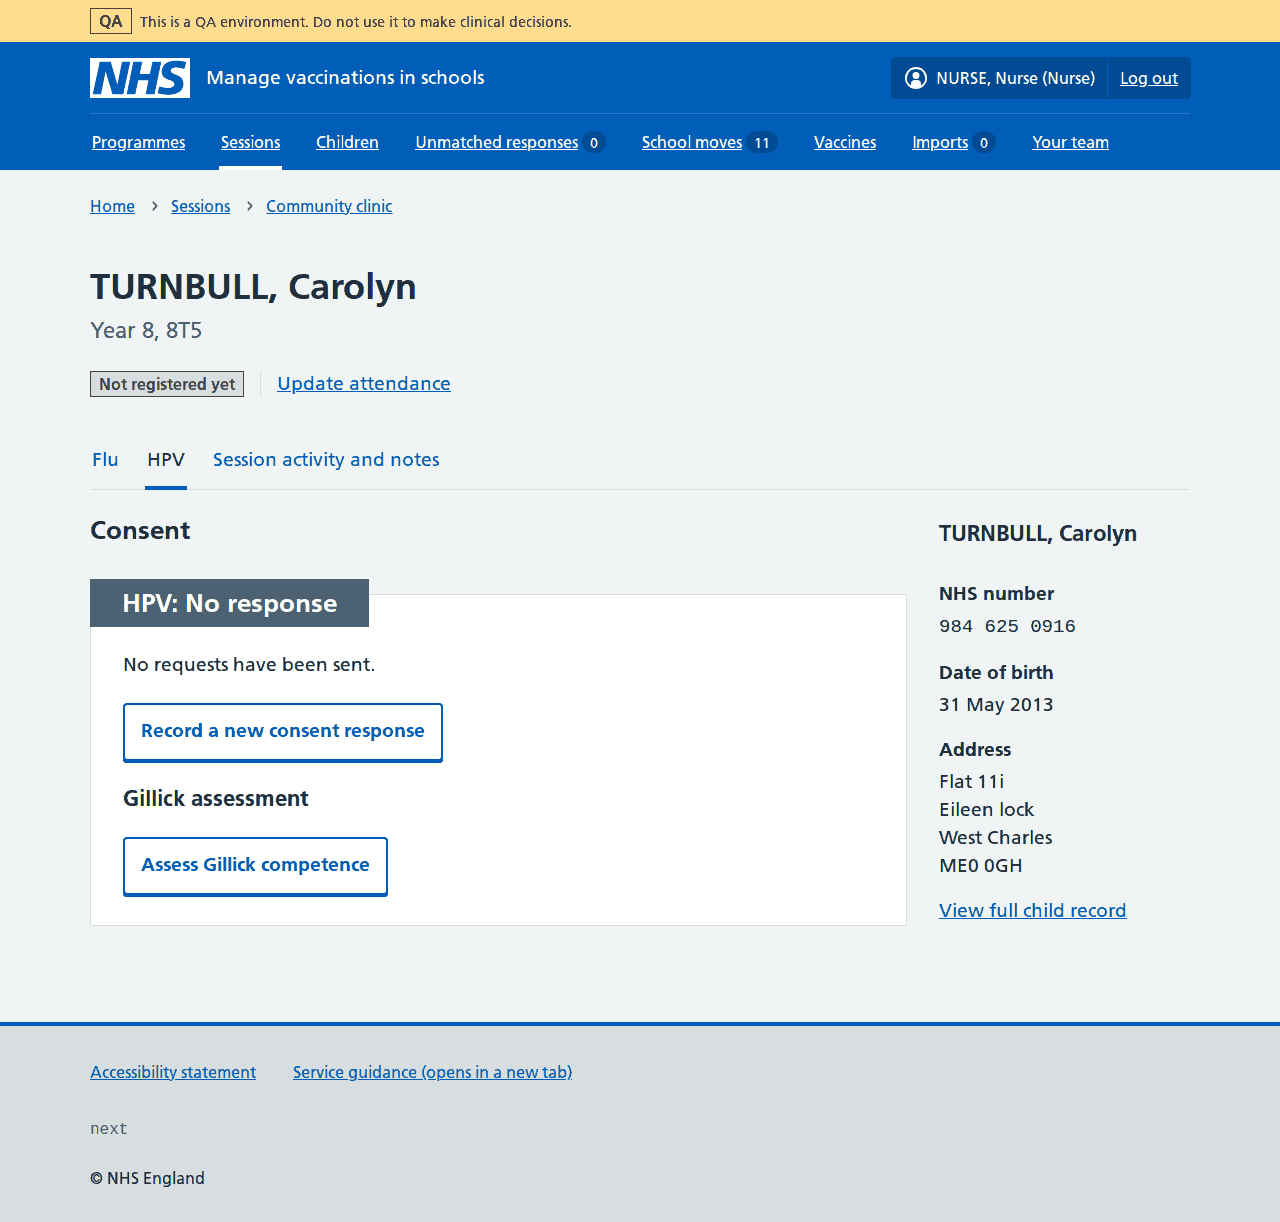 QA This is a QA environment. Do not use it to make clinical decisions.
NHS Manage vaccinations in schools NURSE, Nurse (Nurse) Log out
Programmes Sessions Children Unmatched responses 0 School moves 11 Vaccines Imports 0 Your team
Home Sessions Community clinic
TURNBULL, Carolyn
Year 8, 8T5
Not registered yet Update attendance
Flu HPV Session activity and notes
Consent
HPV: No response
No requests have been sent.
Record a new consent response
Gillick assessment
Assess Gillick competence
TURNBULL, Carolyn
NHS number
984 625 0916
Date of birth
31 May 2013
Address
Flat 11i
Eileen lock
West Charles
ME0 0GH
View full child record
Accessibility statement Service guidance (opens in a new tab)
next
© NHS England